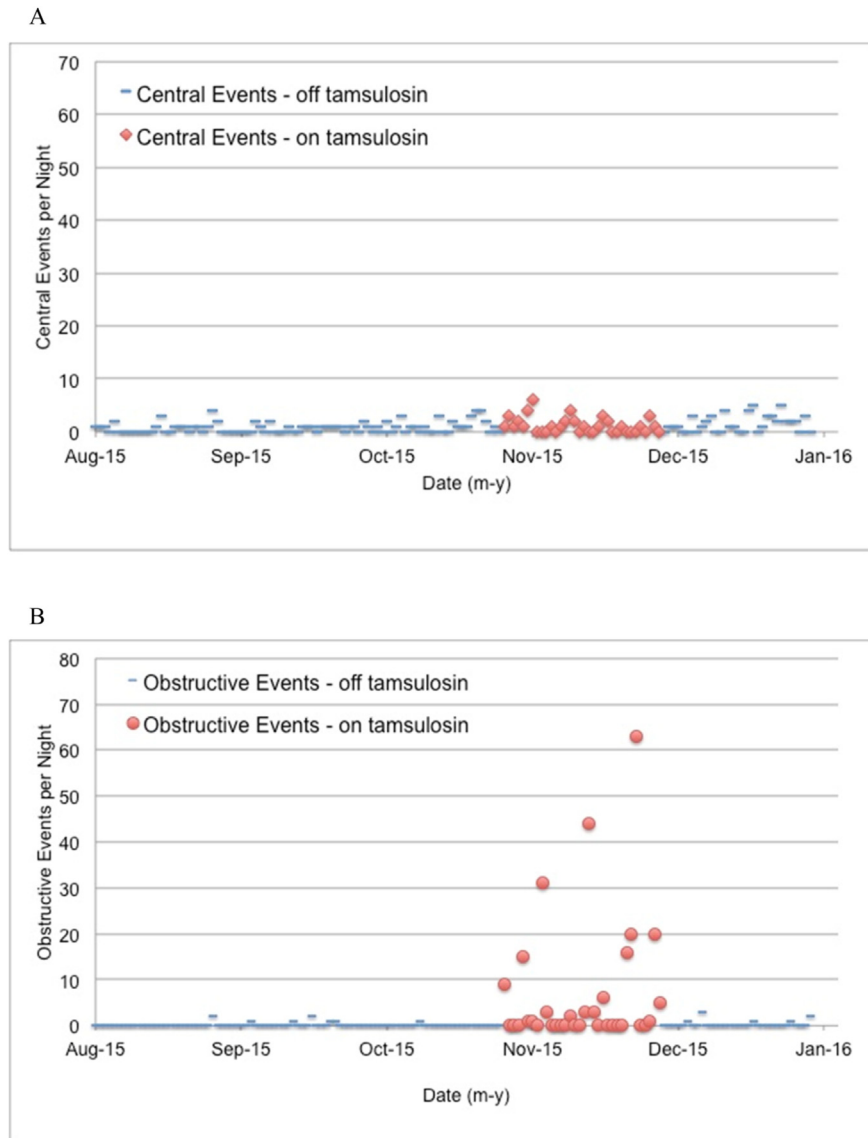 A
70
Central Events - off tamsulosin
60
Central Events - on tamsulosin
50
40
30
20
10
0
Central Events per Night
Aug-15 Sep-15 Oct-15 Nov-15 Dec-15 Jan-16
Date (m-y)
B
80
Obstructive Events - off tamsulosin
70
Obstructive Events - on tamsulosin
60
50
40
30
20
10
0
Obstructive Events per Night
Aug-15 Sep-15 Oct-15 Nov-15 Dec-15 Jan-16
Date (m-y)